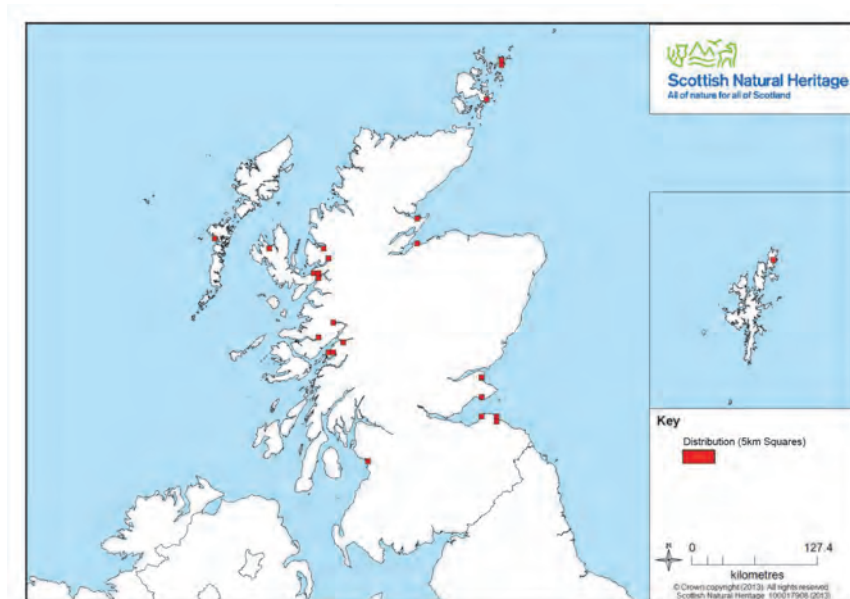 Scottish Natural Heritage
All of nature for all of Scotland
Key
Distribution (5km Squares)
N
0 127.4
kilometres
© Crown copyright (2013). All rights reserved.
Scottish Natural Heritage 100017908 (2013)